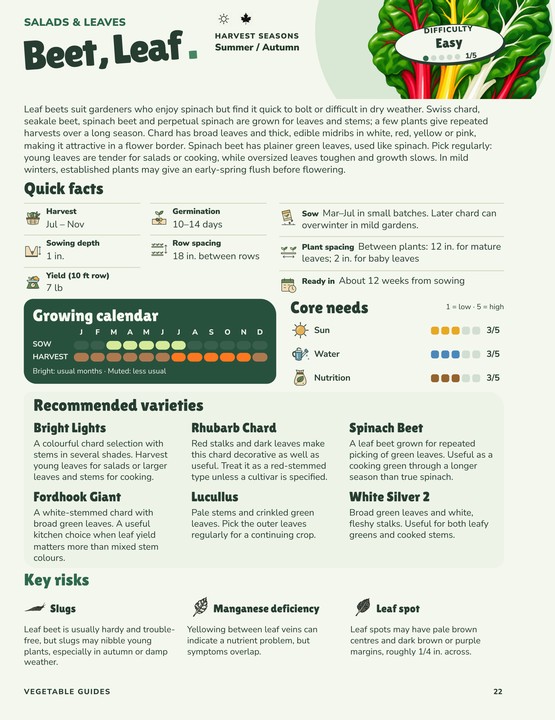 SALADS & LEAVES
Beet, Leaf.
HARVEST SEASONS
Summer / Autumn
DIFFICULTY
Easy
1/5
Leaf beets suit gardeners who enjoy spinach but find it quick to bolt or difficult in dry weather. Swiss chard,
seakale beet, spinach beet and perpetual spinach are grown for leaves and stems; a few plants give repeated
harvests over a long season. Chard has broad leaves and thick, edible midribs in white, red, yellow or pink,
making it attractive in a flower border. Spinach beet has plainer green leaves, used like spinach. Pick regularly:
young leaves are tender for salads or cooking, while oversized leaves toughen and growth slows. In mild
winters, established plants may give an early-spring flush before flowering.
Quick facts
Harvest
Jul – Nov
Germination
10–14 days
Sow Mar–Jul in small batches. Later chard can
overwinter in mild gardens.
Sowing depth
1 in.
Row spacing
18 in. between rows
Plant spacing Between plants: 12 in. for mature
leaves; 2 in. for baby leaves
Yield (10 ft row)
7 lb
Ready in About 12 weeks from sowing
Growing calendar
J F M A M J J A S O N D
SOW
HARVEST
Bright: usual months · Muted: less usual
Core needs
1 = low · 5 = high
Sun 3/5
Water 3/5
Nutrition 3/5
Recommended varieties
Bright Lights
A colourful chard selection with
stems in several shades. Harvest
young leaves for salads or larger
leaves and stems for cooking.
Rhubarb Chard
Red stalks and dark leaves make
this chard decorative as well as
useful. Treat it as a red-stemmed
type unless a cultivar is specified.
Spinach Beet
A leaf beet grown for repeated
picking of green leaves. Useful as a
cooking green through a longer
season than true spinach.
Fordhook Giant
A white-stemmed chard with
broad green leaves. A useful
kitchen choice when leaf yield
matters more than mixed stem
colours.
Lucullus
Pale stems and crinkled green
leaves. Pick the outer leaves
regularly for a continuing crop.
White Silver 2
Broad green leaves and white,
fleshy stalks. Useful for both leafy
greens and cooked stems.
Key risks
Slugs
Leaf beet is usually hardy and trouble-
free, but slugs may nibble young
plants, especially in autumn or damp
weather.
Manganese deficiency
Yellowing between leaf veins can
indicate a nutrient problem, but
symptoms overlap.
Leaf spot
Leaf spots may have pale brown
centres and dark brown or purple
margins, roughly 1/4 in. across.
VEGETABLE GUIDES
22